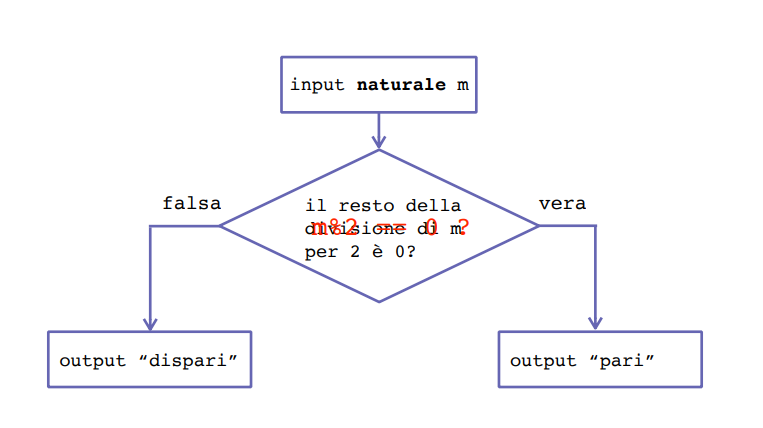 input naturale m
falsa
vera
il resto della
divisione di m
m%2 == 0 ?
per 2 è 0?
output “dispari”
output “pari”